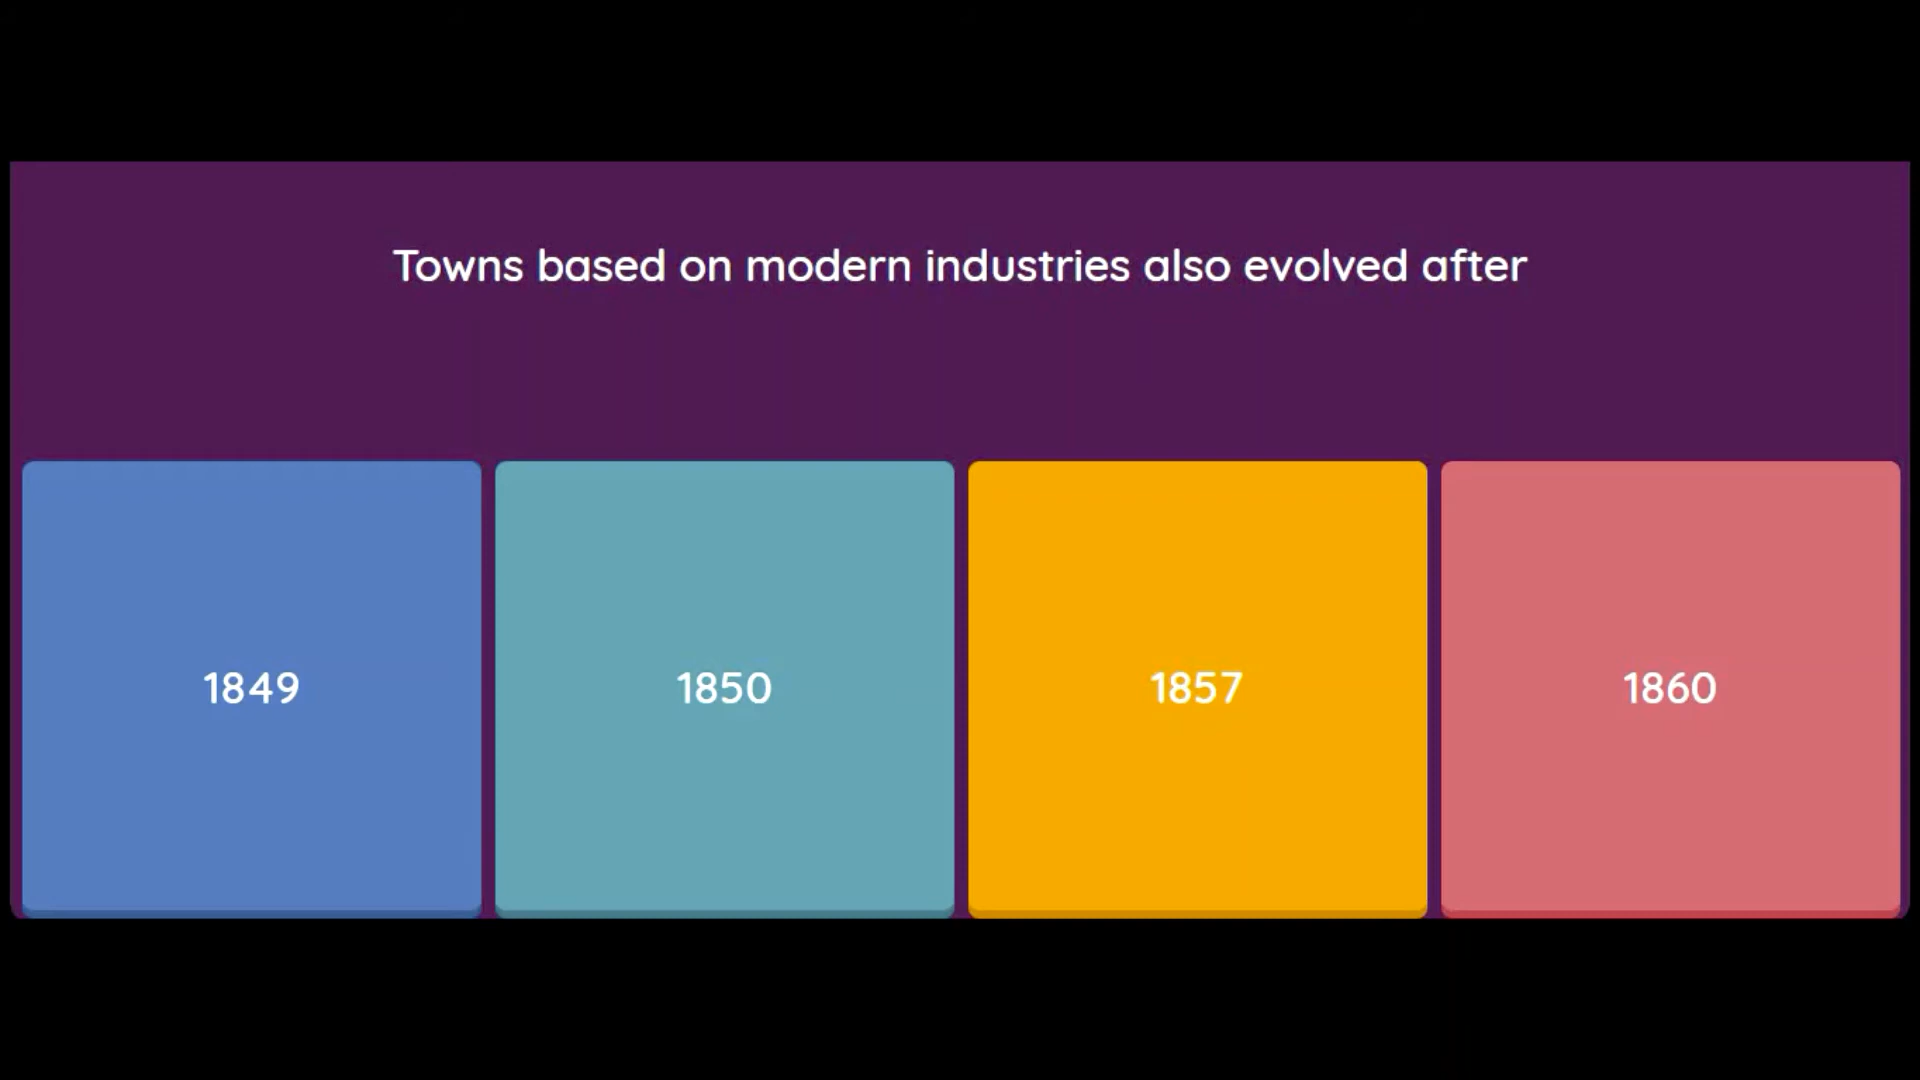 Towns based on modern industries also evolved after
1849
1850
1857
1860